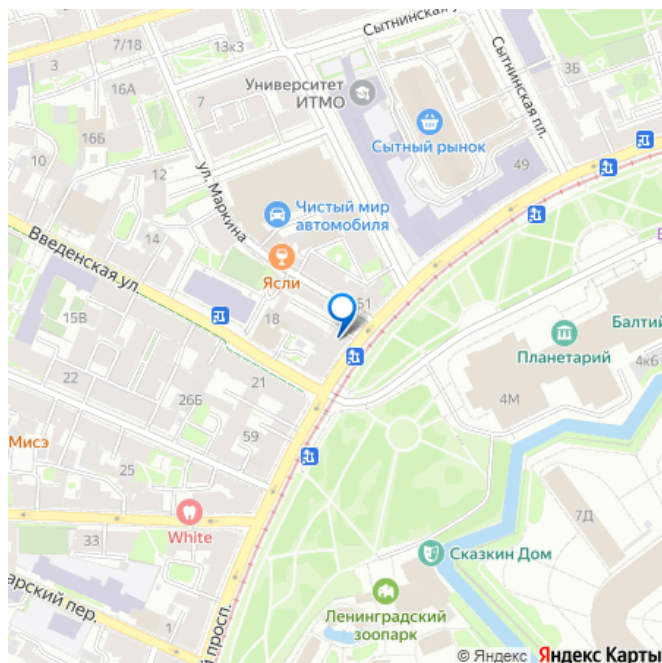 7/18
13к3
Сытнинская у
3
16А
7
Университет
ИТМО
Сытнинская пл.
3Б
Сытный рынок
16Б
10
12
49
ул. Маркина
Чистый мир
автомобиля
14
Введенская ул.
Ясли
51
15В
18
Планетарий
Балтий
4к6
22
21
26Б
4М
Мисэ
59
25
White
33
7Д
Сказкин Дом
арский пер.
й просп.
Ленинградский
зоопарк
© Яндекс Яндекс Карты